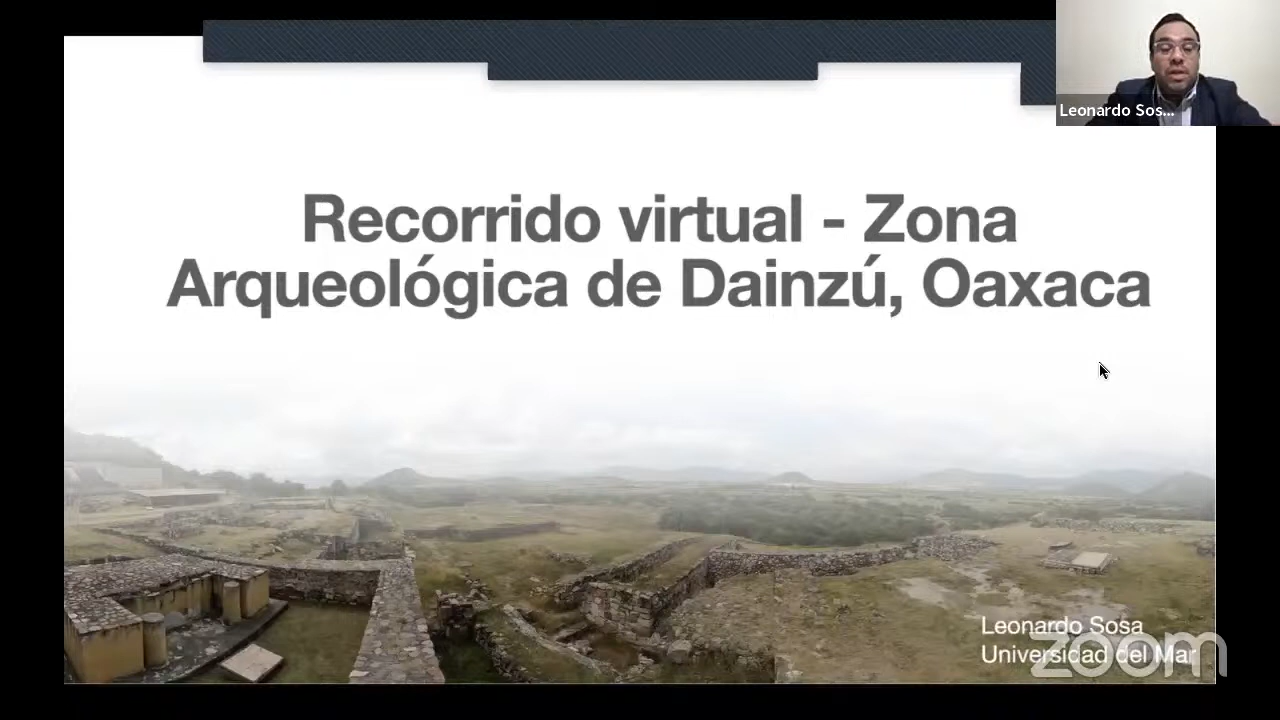 Leonardo Sos...
Recorrido virtual - Zona
Arqueológica de Dainzú, Oaxaca
Leonardo Sosa
Universidad del Mar
zoom